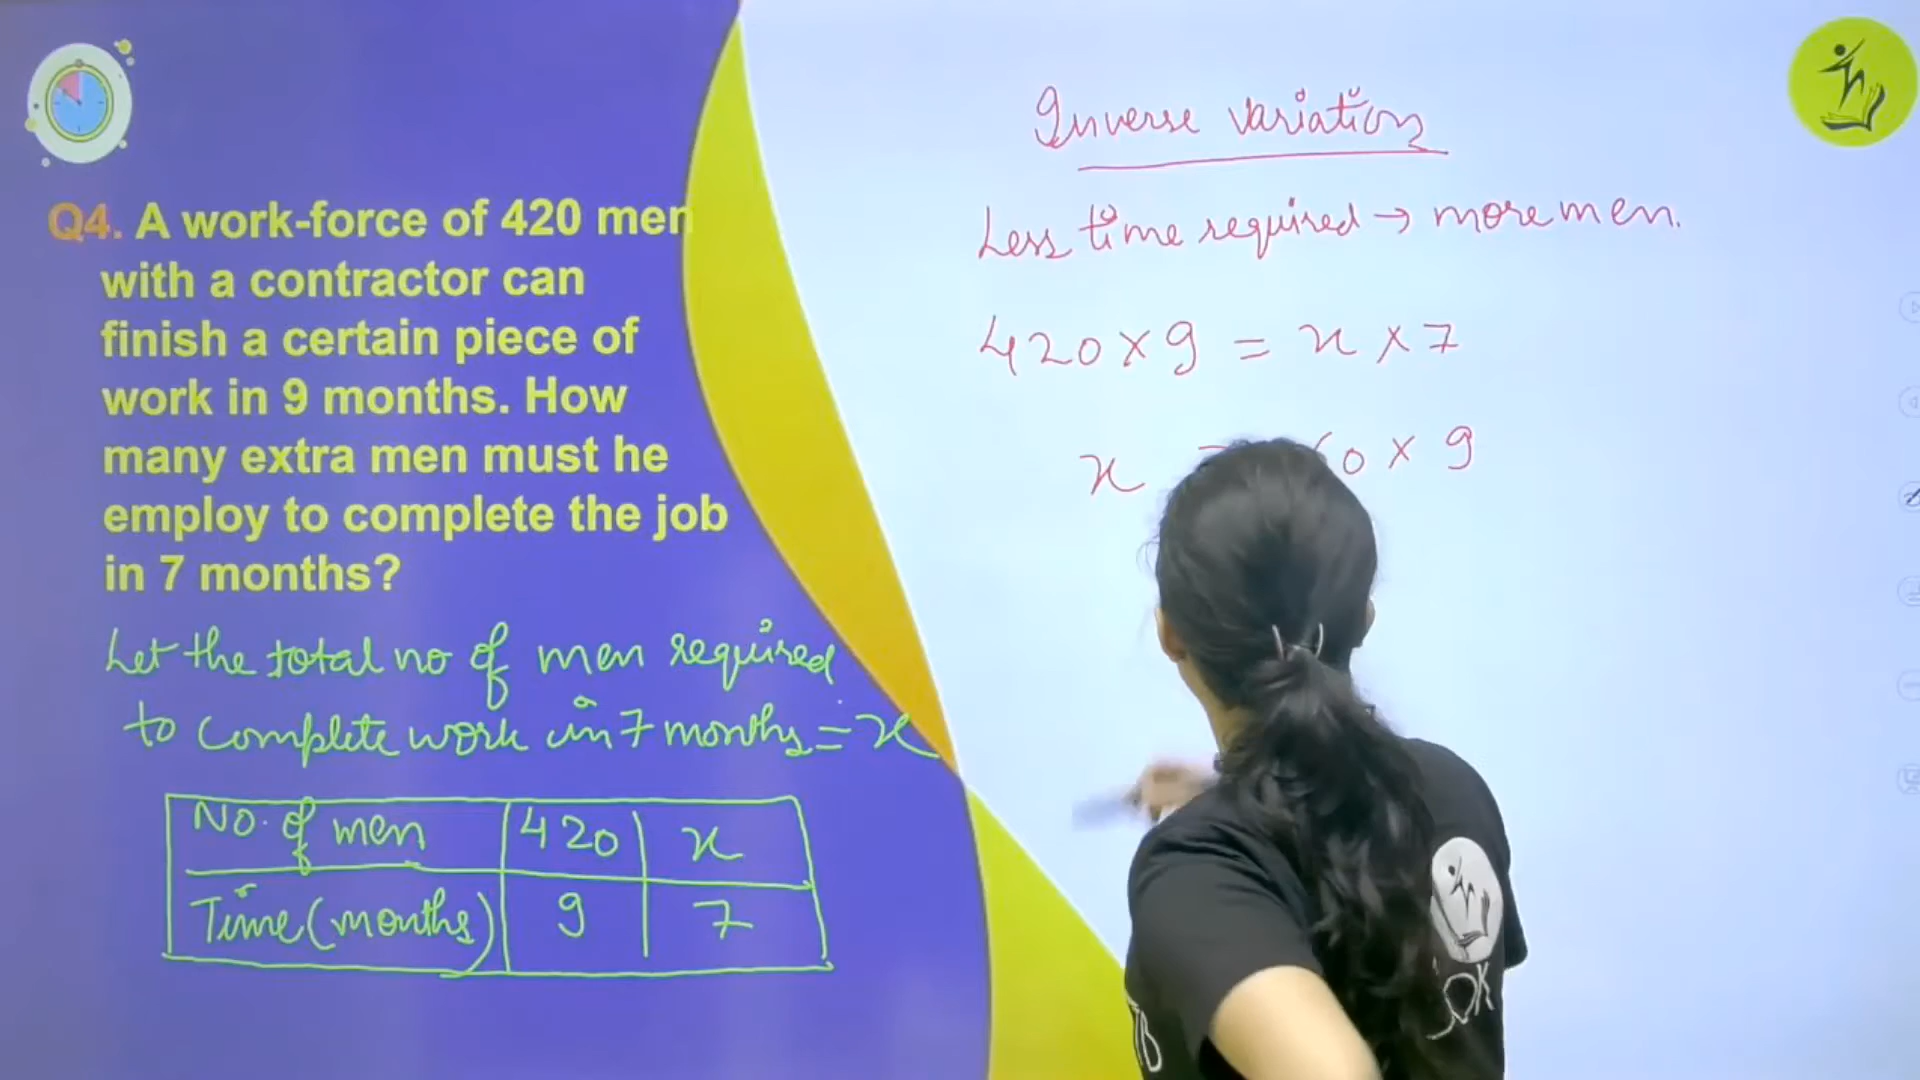 Q4. A work-force of 420 men
with a contractor can
finish a certain piece of
work in 9 months. How
many extra men must he
employ to complete the job
in 7 months?
Let the total no of men required
to complete work in 7 months = x
No. of men 420 x
Time (months) 9 7
Inverse variation
Less time required → more men.
420 × 9 = x × 7
x 60 × 9